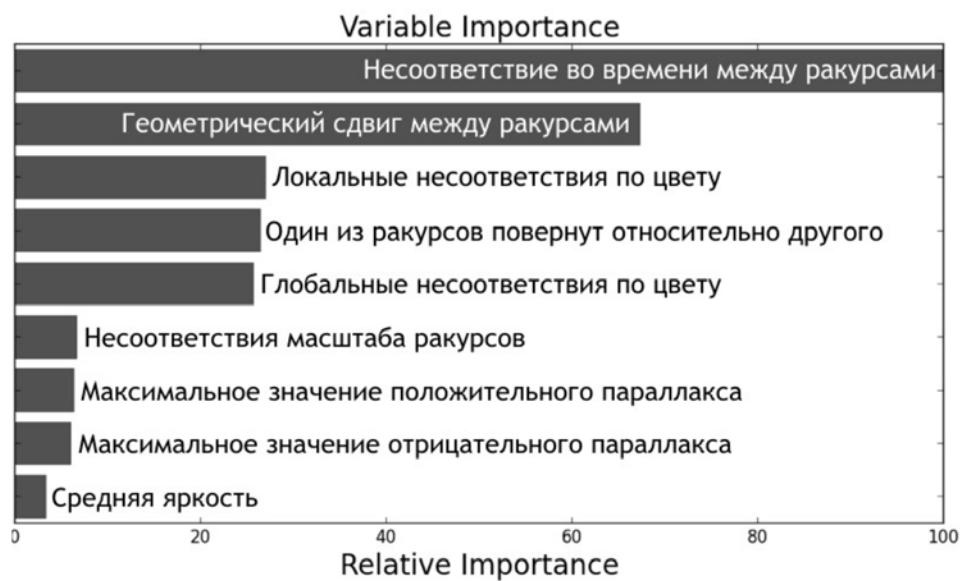 Variable Importance
Несоответствие во времени между ракурсами
Геометрический сдвиг между ракурсами
Локальные несоответствия по цвету
Один из ракурсов повернут относительно другого
Глобальные несоответствия по цвету
Несоответствия масштаба ракурсов
Максимальное значение положительного параллакса
Максимальное значение отрицательного параллакса
Средняя яркость
0 20 40 60 80 100
Relative Importance